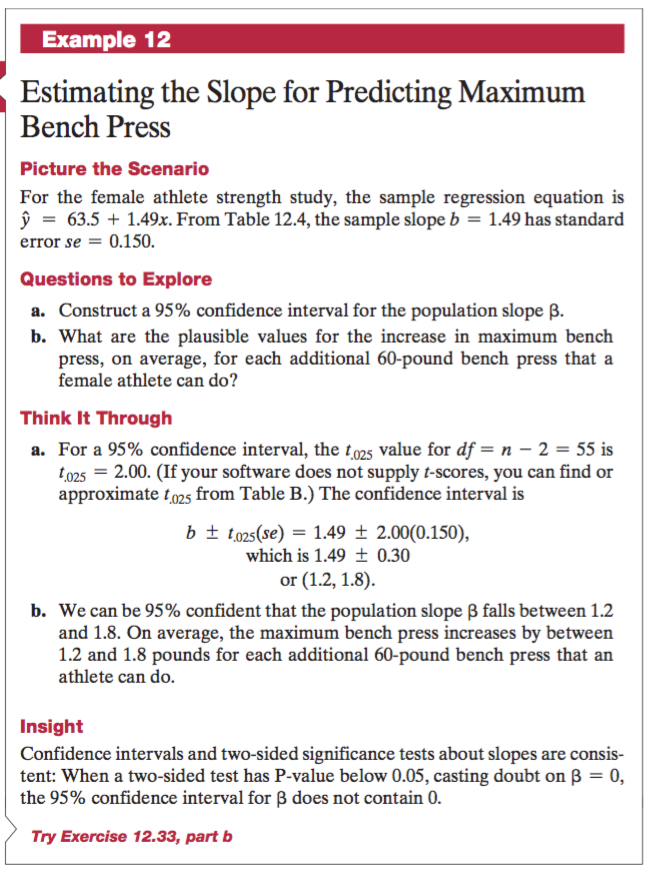 Example 12
Estimating the Slope for Predicting Maximum
Bench Press
Picture the Scenario
For the female athlete strength study, the sample regression equation is
ŷ = 63.5 + 1.49x. From Table 12.4, the sample slope b = 1.49 has standard
error se = 0.150.
Questions to Explore
a. Construct a 95% confidence interval for the population slope β.
b. What are the plausible values for the increase in maximum bench
press, on average, for each additional 60-pound bench press that a
female athlete can do?
Think It Through
a. For a 95% confidence interval, the t.025 value for df = n − 2 = 55 is
t.025 = 2.00. (If your software does not supply t-scores, you can find or
approximate t.025 from Table B.) The confidence interval is
b ± t.025(se) = 1.49 ± 2.00(0.150),
which is 1.49 ± 0.30
or (1.2, 1.8).
b. We can be 95% confident that the population slope β falls between 1.2
and 1.8. On average, the maximum bench press increases by between
1.2 and 1.8 pounds for each additional 60-pound bench press that an
athlete can do.
Insight
Confidence intervals and two-sided significance tests about slopes are consis-
tent: When a two-sided test has P-value below 0.05, casting doubt on β = 0,
the 95% confidence interval for β does not contain 0.
Try Exercise 12.33, part b